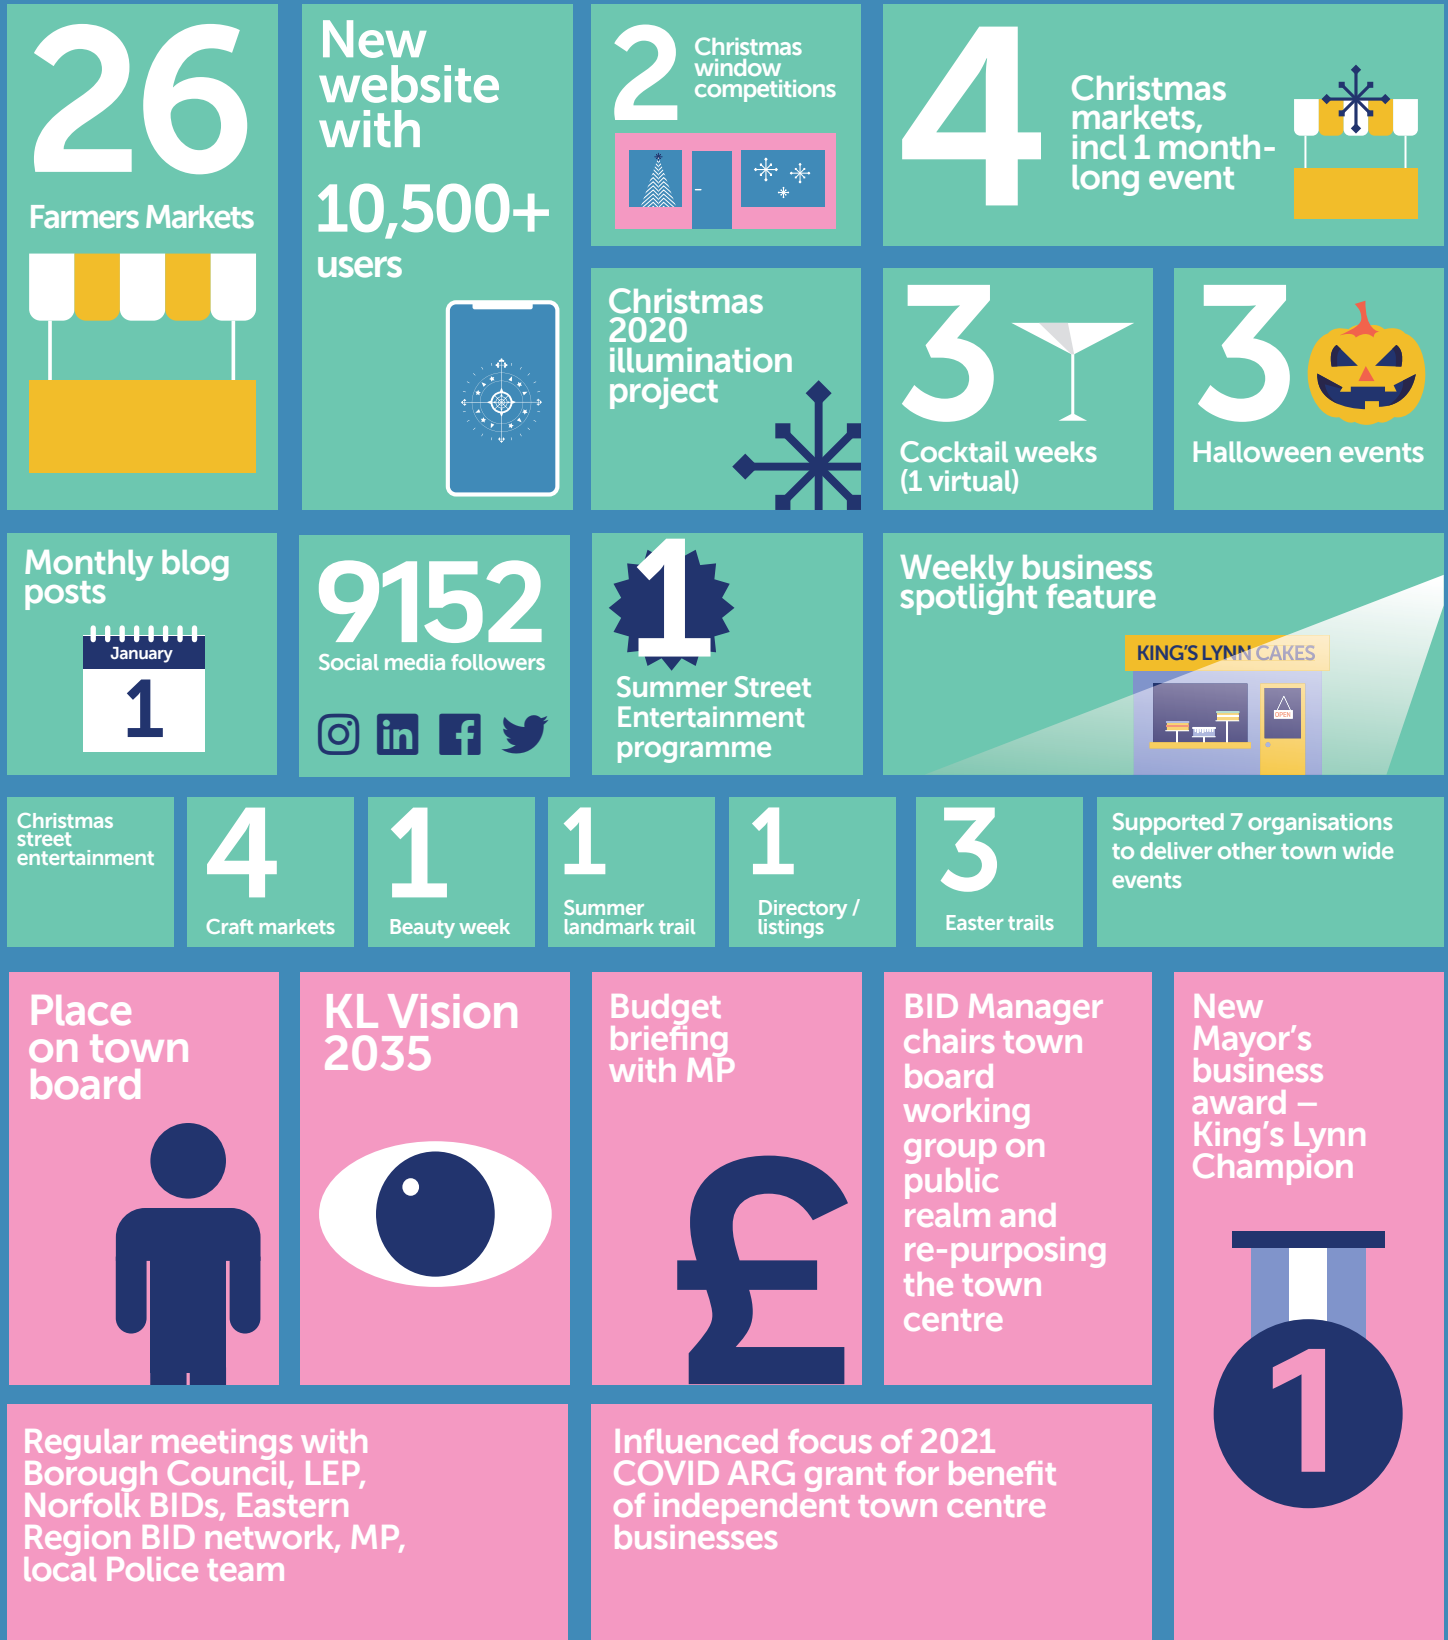 26
Farmers Markets
New
website
with
10,500+
users
2
Christmas
window
competitions
4
Christmas
markets,
incl 1 month-
long event
Christmas
2020
illumination
project
3
Cocktail weeks
(1 virtual)
3
Halloween events
Monthly blog
posts
January
1
9152
Social media followers
in
f
1
Summer Street
Entertainment
programme
Weekly business
spotlight feature
KING'S LYNN CAKES
OPEN
Christmas
street
entertainment
4
Craft markets
1
Beauty week
1
Summer
landmark trail
1
Directory /
listings
3
Easter trails
Supported 7 organisations
to deliver other town wide
events
Place
on town
board
KL Vision
2035
Budget
briefing
with MP
£
BID Manager
chairs town
board
working
group on
public
realm and
re-purposing
the town
centre
New
Mayor's
business
award –
King's Lynn
Champion
1
Regular meetings with
Borough Council, LEP,
Norfolk BIDs, Eastern
Region BID network, MP,
local Police team
Influenced focus of 2021
COVID ARG grant for benefit
of independent town centre
businesses